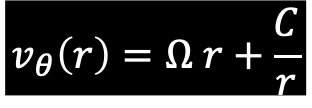 v_θ(r) = Ω r + C/r